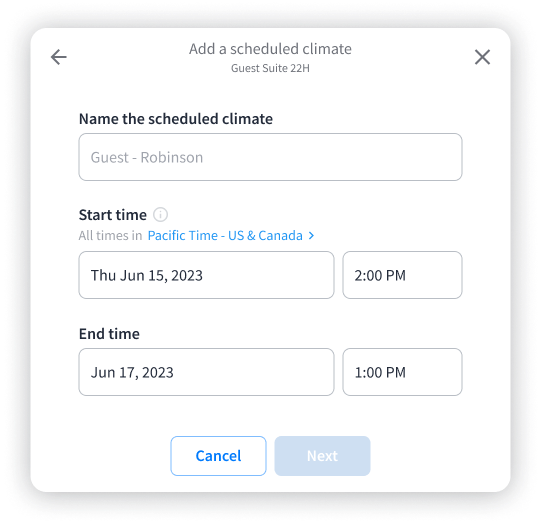 Add a scheduled climate
Guest Suite 22H
Name the scheduled climate
Guest - Robinson
Start time
All times in Pacific Time - US & Canada
Thu Jun 15, 2023 2:00 PM
End time
Jun 17, 2023 1:00 PM
Cancel Next